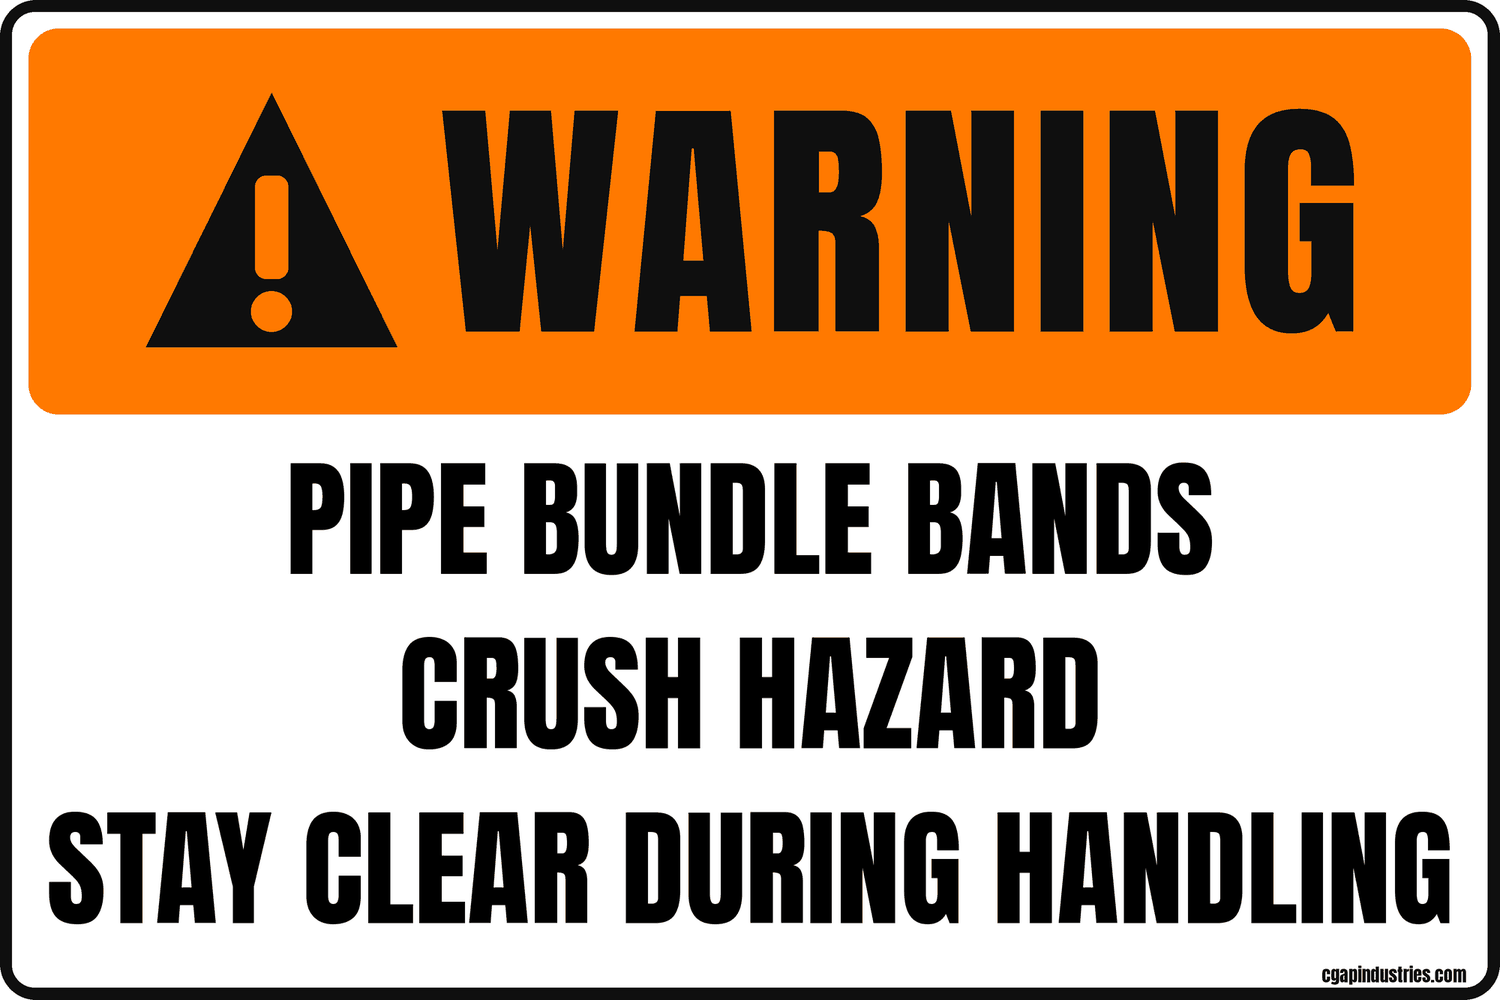 WARNING
PIPE BUNDLE BANDS
CRUSH HAZARD
STAY CLEAR DURING HANDLING
cgapindustries.com